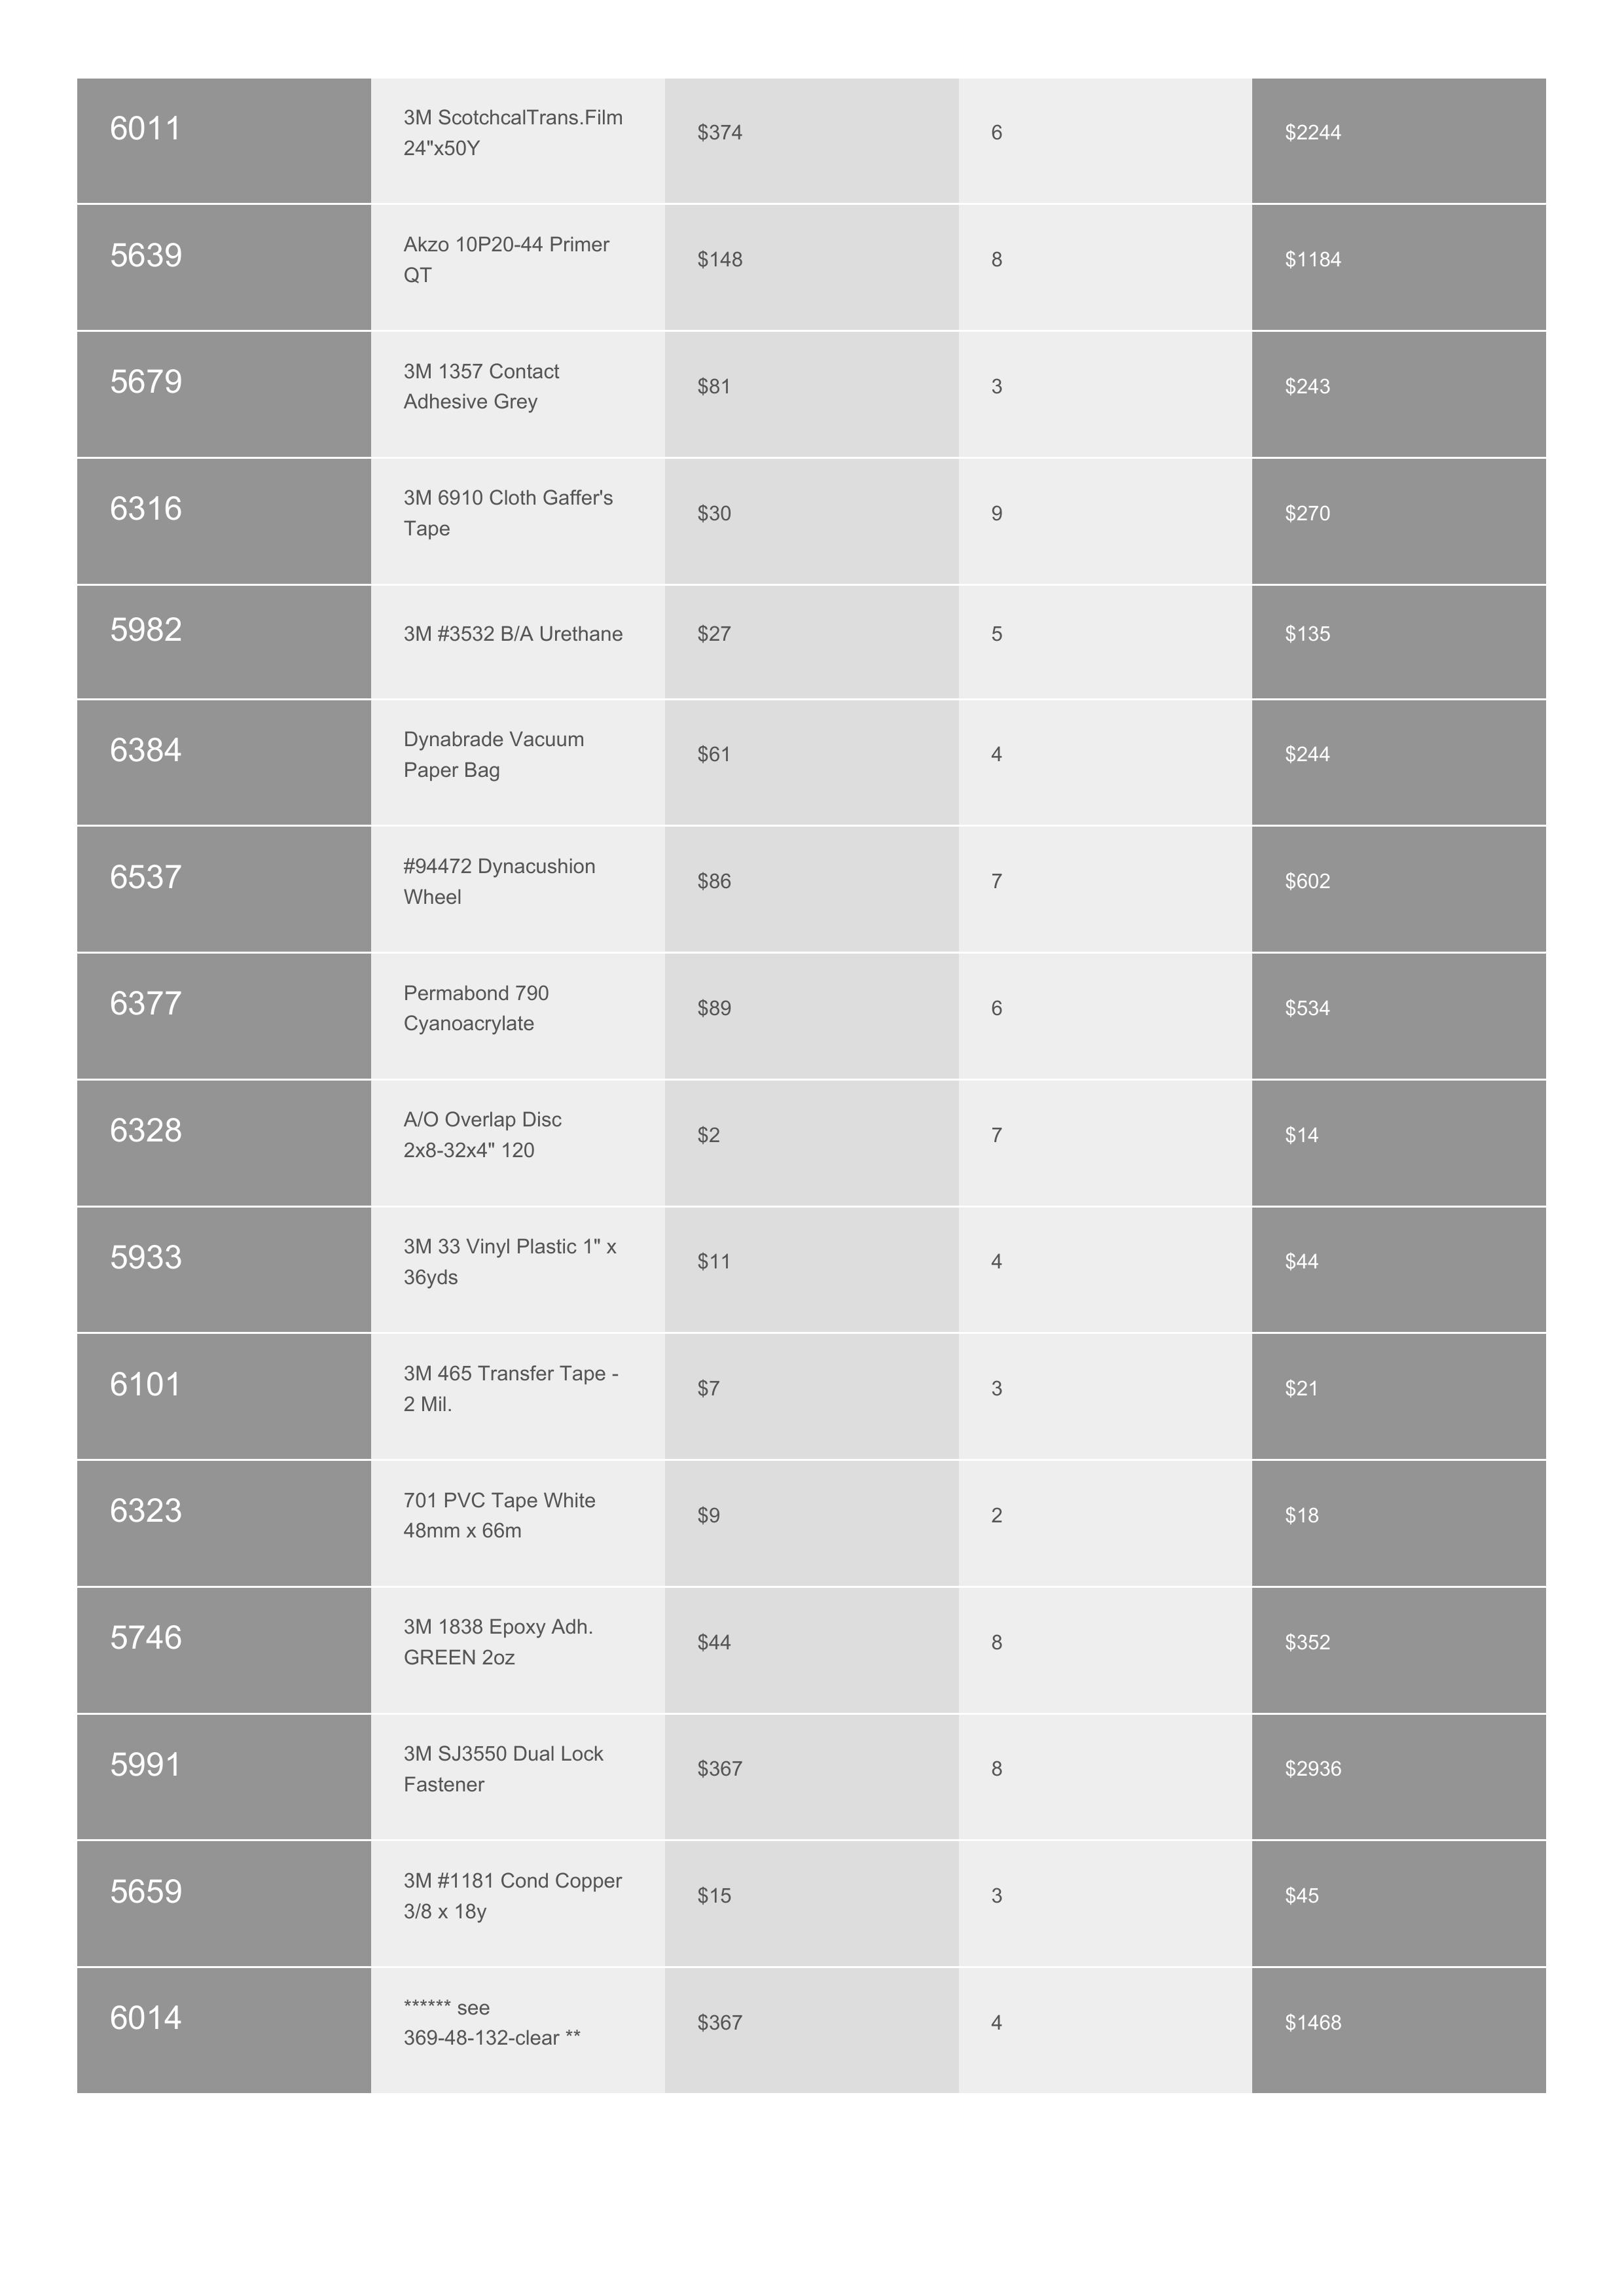 6011
3M ScotchcalTrans.Film
24"x50Y
$374
6
$2244
5639
Akzo 10P20-44 Primer
QT
$148
8
$1184
5679
3M 1357 Contact
Adhesive Grey
$81
3
$243
6316
3M 6910 Cloth Gaffer's
Tape
$30
9
$270
5982
3M #3532 B/A Urethane
$27
5
$135
6384
Dynabrade Vacuum
Paper Bag
$61
4
$244
6537
#94472 Dynacushion
Wheel
$86
7
$602
6377
Permabond 790
Cyanoacrylate
$89
6
$534
6328
A/O Overlap Disc
2x8-32x4" 120
$2
7
$14
5933
3M 33 Vinyl Plastic 1" x
36yds
$11
4
$44
6101
3M 465 Transfer Tape -
2 Mil.
$7
3
$21
6323
701 PVC Tape White
48mm x 66m
$9
2
$18
5746
3M 1838 Epoxy Adh.
GREEN 2oz
$44
8
$352
5991
3M SJ3550 Dual Lock
Fastener
$367
8
$2936
5659
3M #1181 Cond Copper
3/8 x 18y
$15
3
$45
6014
****** see
369-48-132-clear **
$367
4
$1468